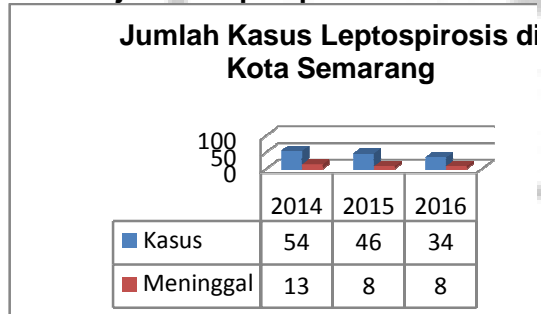 Jumlah Kasus Leptospirosis di
Kota Semarang
100
50
0
2014 2015 2016
Kasus 54 46 34
Meninggal 13 8 8